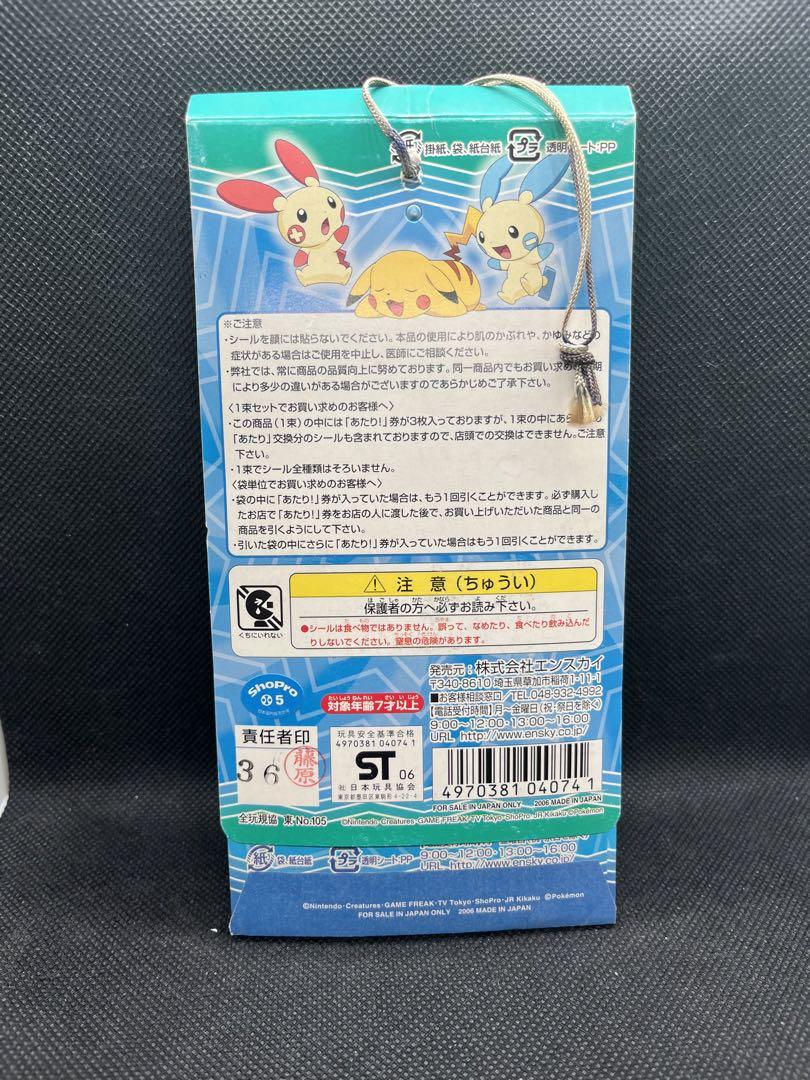 紙 掛紙、袋、紙台紙 プラ 透明シート:PP
※ご注意
・シールを顔には貼らないでください。本品の使用により肌のかぶれや、かゆみなどの
症状がある場合はご使用を中止し、医師にご相談ください。
・弊社では、常に商品の品質向上に努めております。同一商品内でもお買い求めの 期
により多少の違いがある場合がございますのであらかじめご了承下さい。
〈1束セットでお買い求めのお客様へ〉
・この商品(1束)の中には「あたり!」券が3枚入っておりますが、1束の中にあら
「あたり」交換分のシールも含まれておりますので、店頭での交換はできません。ご注意
下さい。
・1束でシール全種類はそろいません。
〈袋単位でお買い求めのお客様へ〉
・袋の中に「あたり!」券が入っていた場合は、もう1回引くことができます。必ず購入し
たお店で「あたり!」券をお店の人に渡した後で、お買い上げいただいた商品と同一の
商品を引くようにして下さい。
・引いた袋の中にさらに「あたり!」券が入っていた場合はもう1回引くことができます。
くちにいれない
注意(ちゅうい)
保護者の方へ必ずお読み下さい。
●シールは食べ物ではありません。誤って、なめたり、食べたり飲み込んだ
りしないでください。窒息の危険があります。
ShoPro
5
対象年齢7才以上
発売元:株式会社エンスカイ
〒340-8610 埼玉県草加市稲荷1-11-1
■お客様相談窓口/TEL048-932-4992
【電話受付時間】月~金曜日(祝・祭日を除く)
9:00~12:00・13:00~16:00
URL http://www.ensky.co.jp/
責任者印
36 藤原
玩具安全基準合格
4970381 040741
ST 06
(社)日本玩具協会
東京都墨田区東駒形4-22-4
4970381 040741
FOR SALE IN JAPAN ONLY 2006 MADE IN JAPAN
全玩現協 東No.105
©Nintendo・Creatures・GAME FREAK・TV Tokyo・ShoPro・JR Kikaku ©Pokémon
紙 袋、紙台紙 プラ 透明シート:PP
9:00~12:00・13:00~16:00
URL http://www.ensky.co.jp/
©Nintendo・Creatures・GAME FREAK・TV Tokyo・ShoPro・JR Kikaku ©Pokémon
FOR SALE IN JAPAN ONLY 2006 MADE IN JAPAN